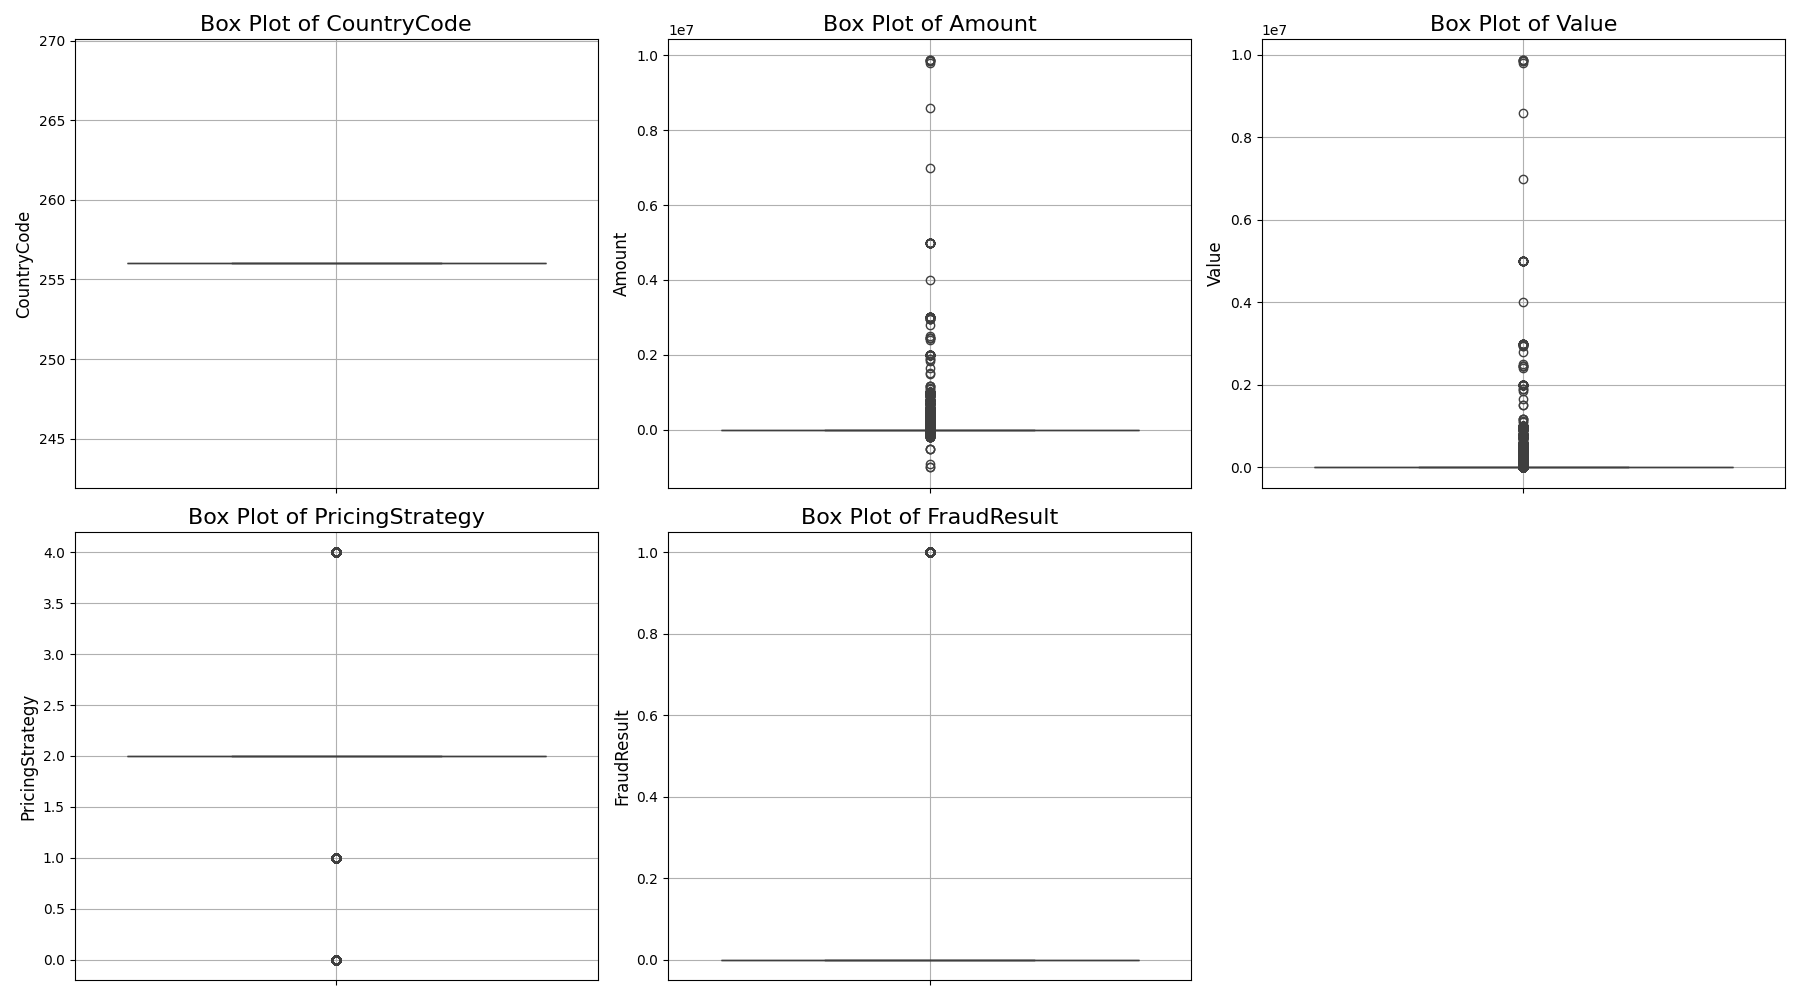 Box Plot of CountryCode
270
265
260
255
250
245
CountryCode
Box Plot of Amount
1e7
1.0
0.8
0.6
0.4
0.2
0.0
Amount
Box Plot of Value
1e7
1.0
0.8
0.6
0.4
0.2
0.0
Value
Box Plot of PricingStrategy
4.0
3.5
3.0
2.5
2.0
1.5
1.0
0.5
0.0
PricingStrategy
Box Plot of FraudResult
1.0
0.8
0.6
0.4
0.2
0.0
FraudResult